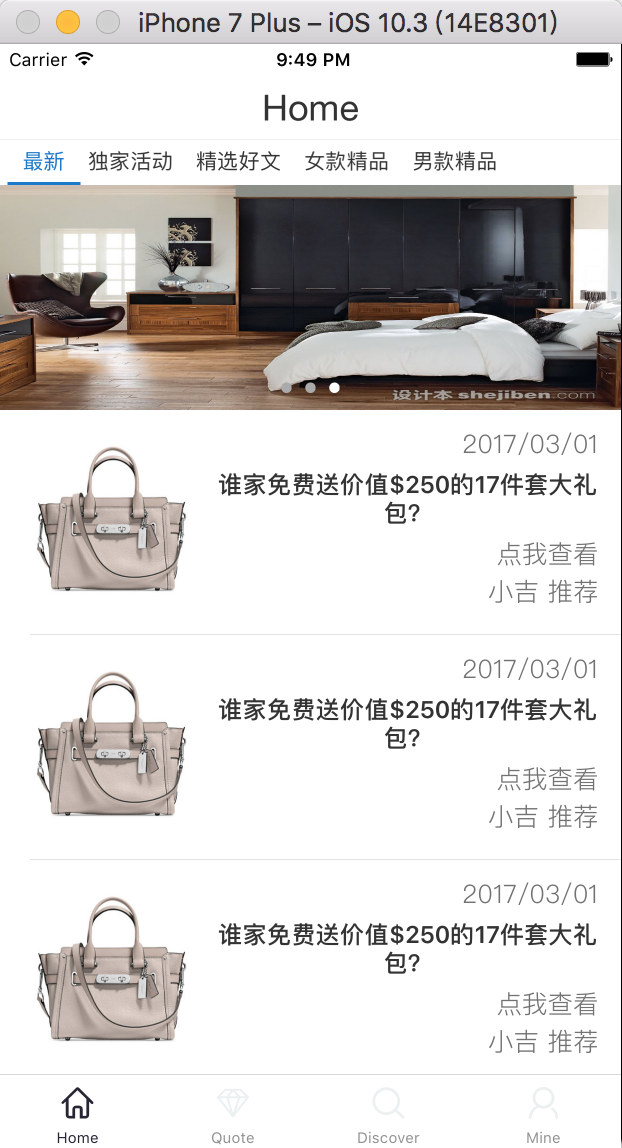 iPhone 7 Plus – iOS 10.3 (14E8301)
Carrier 9:49 PM
Home
最新 独家活动 精选好文 女款精品 男款精品
设计本 shejiben.com
2017/03/01
谁家免费送价值$250的17件套大礼
包?
点我查看
小吉 推荐
2017/03/01
谁家免费送价值$250的17件套大礼
包?
点我查看
小吉 推荐
2017/03/01
谁家免费送价值$250的17件套大礼
包?
点我查看
小吉 推荐
Home Quote Discover Mine